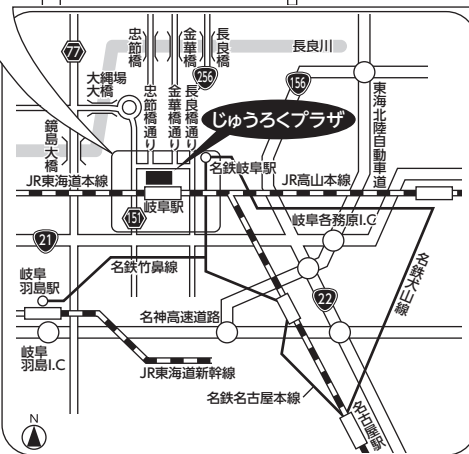 77
忠節橋
金華橋
長良橋
256
長良川
156
大縄場
大橋
忠節橋通り
金華橋通り
長良橋通り
じゅうろくプラザ
東海北陸自動車道
鏡島大橋
名鉄岐阜駅
JR東海道本線
JR高山本線
岐阜駅
151
岐阜各務原I.C
21
名鉄竹鼻線
岐阜
羽島駅
22
名鉄犬山線
名神高速道路
岐阜
羽島I.C
JR東海道新幹線
名鉄名古屋本線
名古屋駅
N